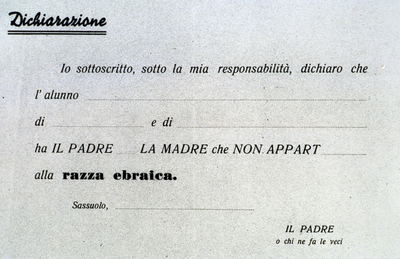 Dichiarazione
Io sottoscritto, sotto la mia responsabilità, dichiaro che
l'alunno
di e di
ha IL PADRE LA MADRE che NON APPART
alla razza ebraica.
Sassuolo,
IL PADRE
o chi ne fa le veci